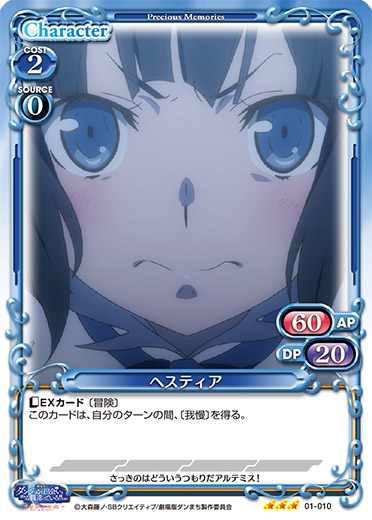 Precious Memories
Character
COST
2
SOURCE
0
60 AP
DP 20
ヘスティア
EXカード〔冒険〕
このカードは、自分のターンの間、〔我慢〕を得る。
さっきのはどういうつもりだアルテミス!
©大森藤ノ・SBクリエイティブ/劇場版ダンまち製作委員会
01-010